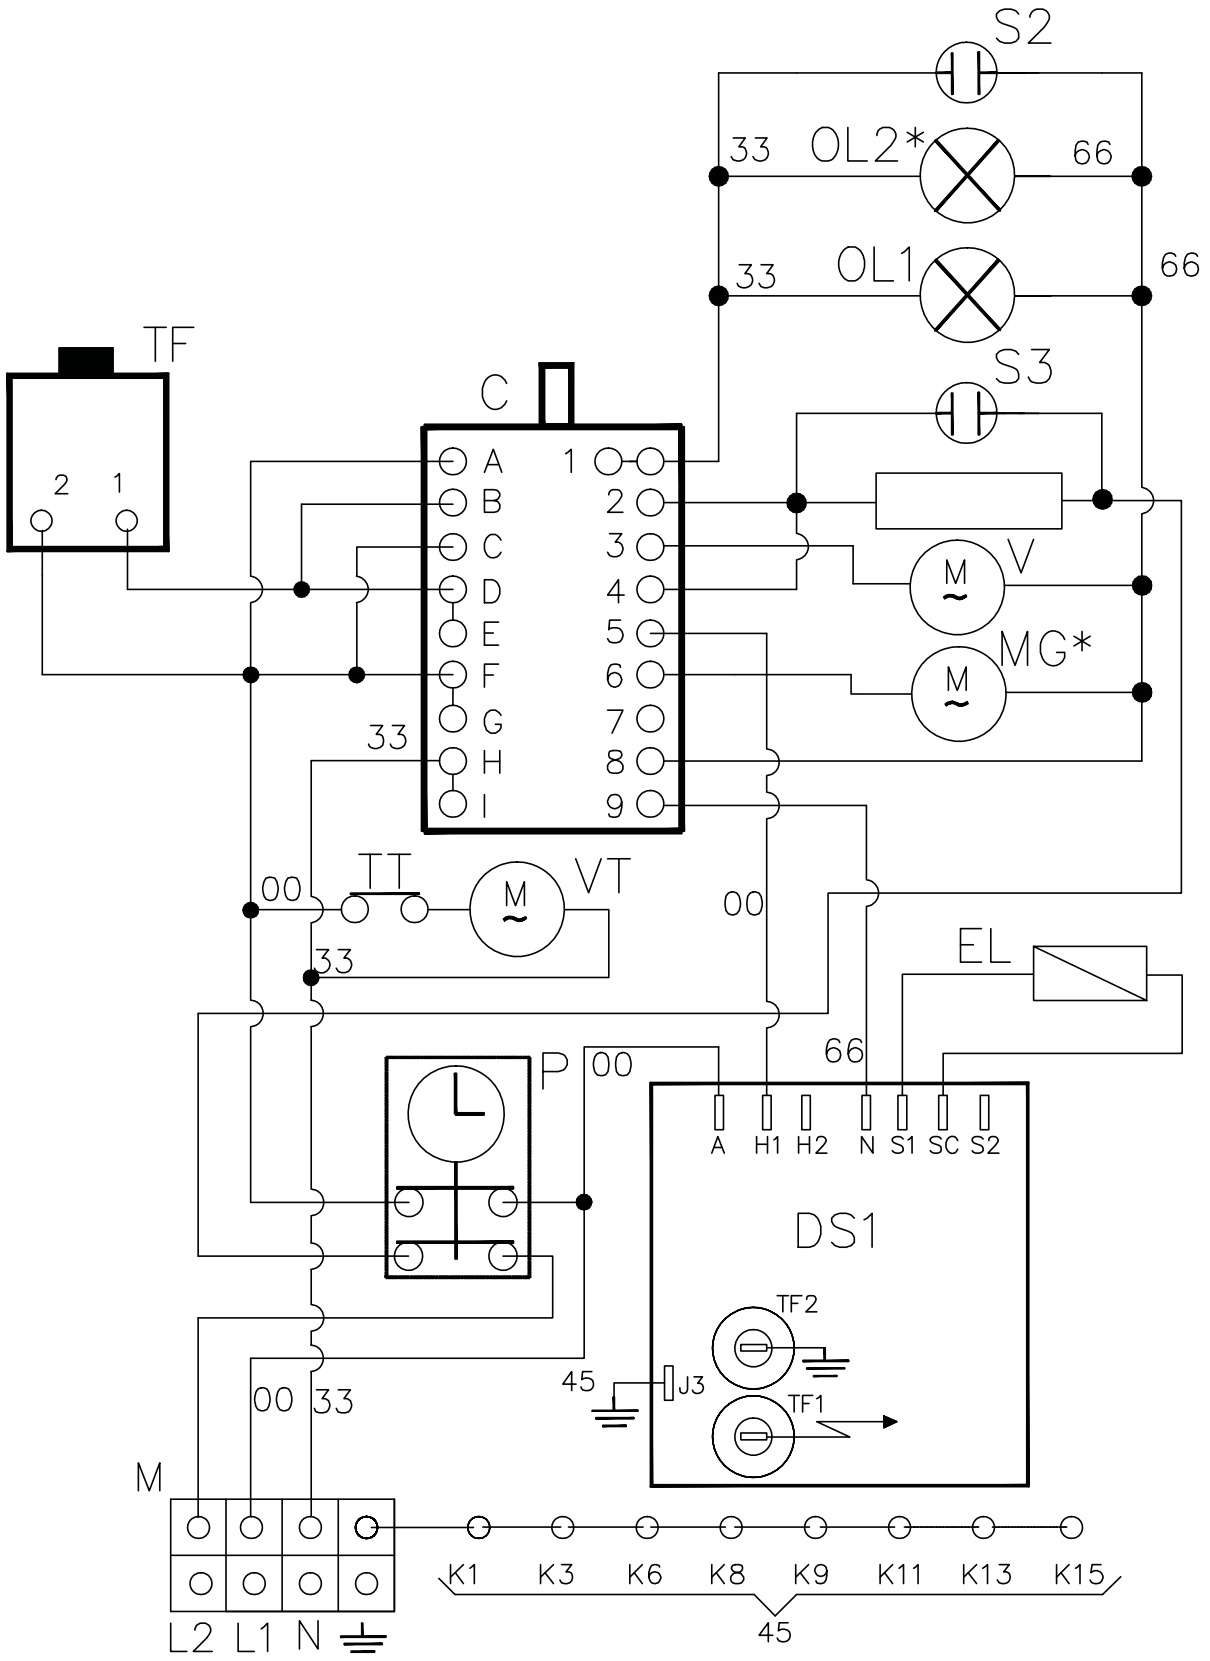 S2
33 OL2* 66
33 OL1 66
TF
S3
C
2 1
A 1
B 2
C 3
D 4
E 5
F 6
G 7
H 8
I 9
M V
M MG*
33
00 TT M VT
00
33
EL
66
P 00
A H1 H2 N S1 SC S2
DS1
TF2
45 J3
TF1
00 33
M
K1 K3 K6 K8 K9 K11 K13 K15
L2 L1 N
45